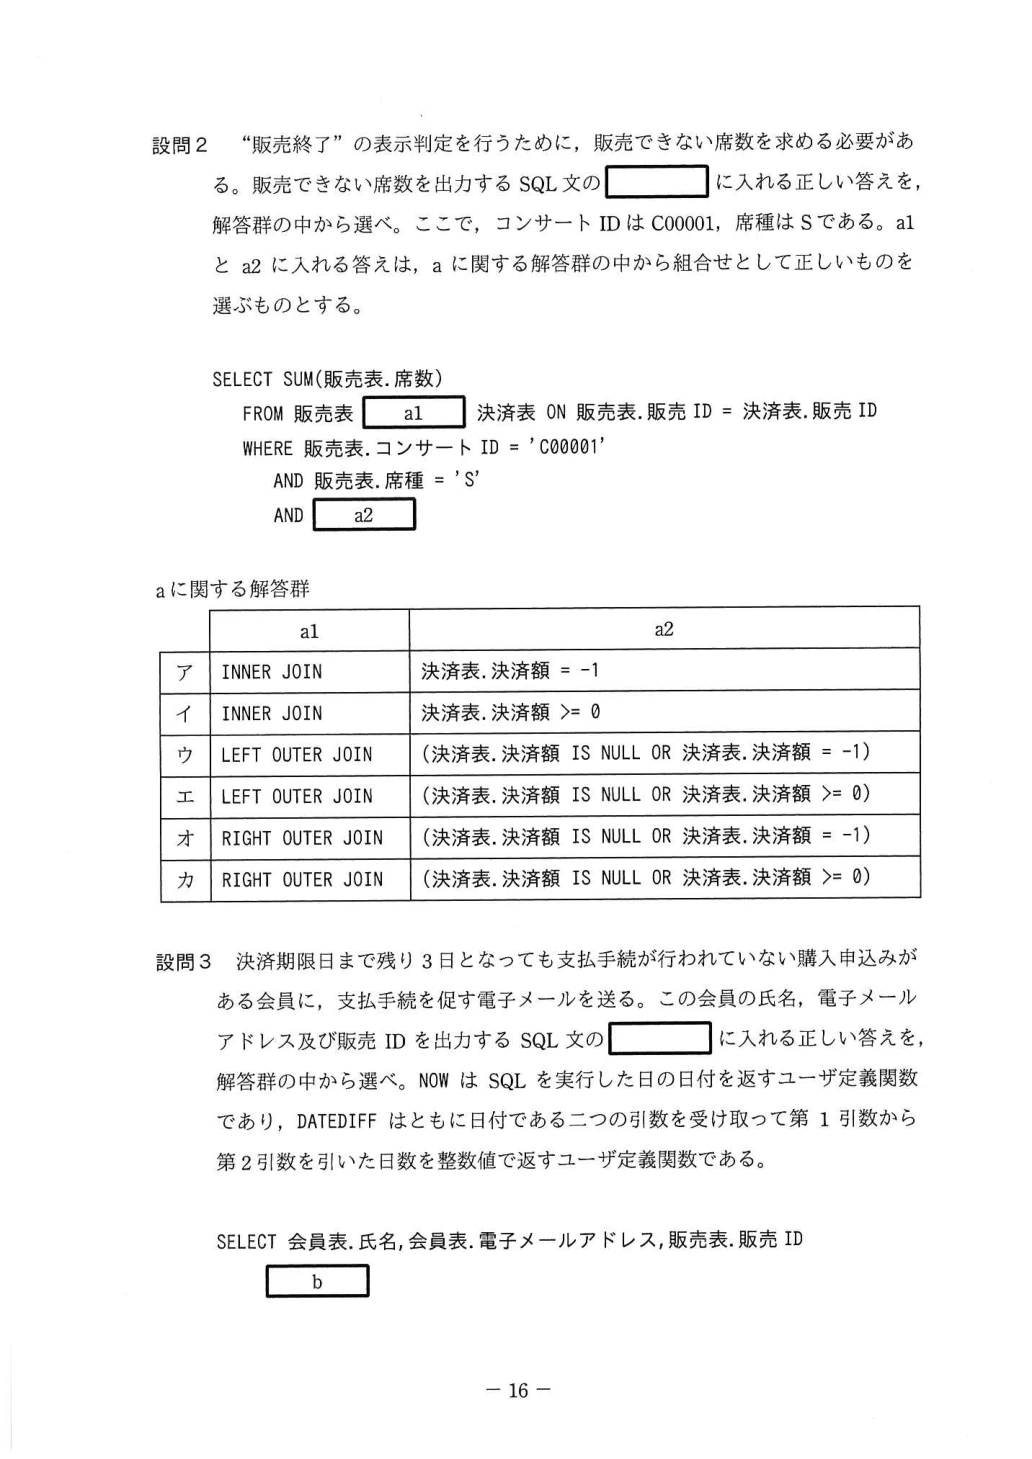 設問2 “販売終了”の表示判定を行うために，販売できない席数を求める必要があ
る。販売できない席数を出力する SQL 文の に入れる正しい答えを，
解答群の中から選べ。ここで，コンサート ID は C00001，席種は S である。a1
と a2 に入れる答えは，a に関する解答群の中から組合せとして正しいものを
選ぶものとする。
SELECT SUM(販売表.席数)
FROM 販売表 a1 決済表 ON 販売表.販売 ID = 決済表.販売 ID
WHERE 販売表.コンサート ID = ’C00001’
AND 販売表.席種 = ’S’
AND a2
a に関する解答群
a1 a2
ア INNER JOIN 決済表.決済額 = -1
イ INNER JOIN 決済表.決済額 >= 0
ウ LEFT OUTER JOIN (決済表.決済額 IS NULL OR 決済表.決済額 = -1)
エ LEFT OUTER JOIN (決済表.決済額 IS NULL OR 決済表.決済額 >= 0)
オ RIGHT OUTER JOIN (決済表.決済額 IS NULL OR 決済表.決済額 = -1)
カ RIGHT OUTER JOIN (決済表.決済額 IS NULL OR 決済表.決済額 >= 0)
設問3 決済期限日まで残り 3 日となっても支払手続が行われていない購入申込みが
ある会員に，支払手続を促す電子メールを送る。この会員の氏名，電子メール
アドレス及び販売 ID を出力する SQL 文の に入れる正しい答えを，
解答群の中から選べ。NOW は SQL を実行した日の日付を返すユーザ定義関数
であり，DATEDIFF はともに日付である二つの引数を受け取って第 1 引数から
第 2 引数を引いた日数を整数値で返すユーザ定義関数である。
SELECT 会員表.氏名,会員表.電子メールアドレス,販売表.販売 ID
b
− 16 −